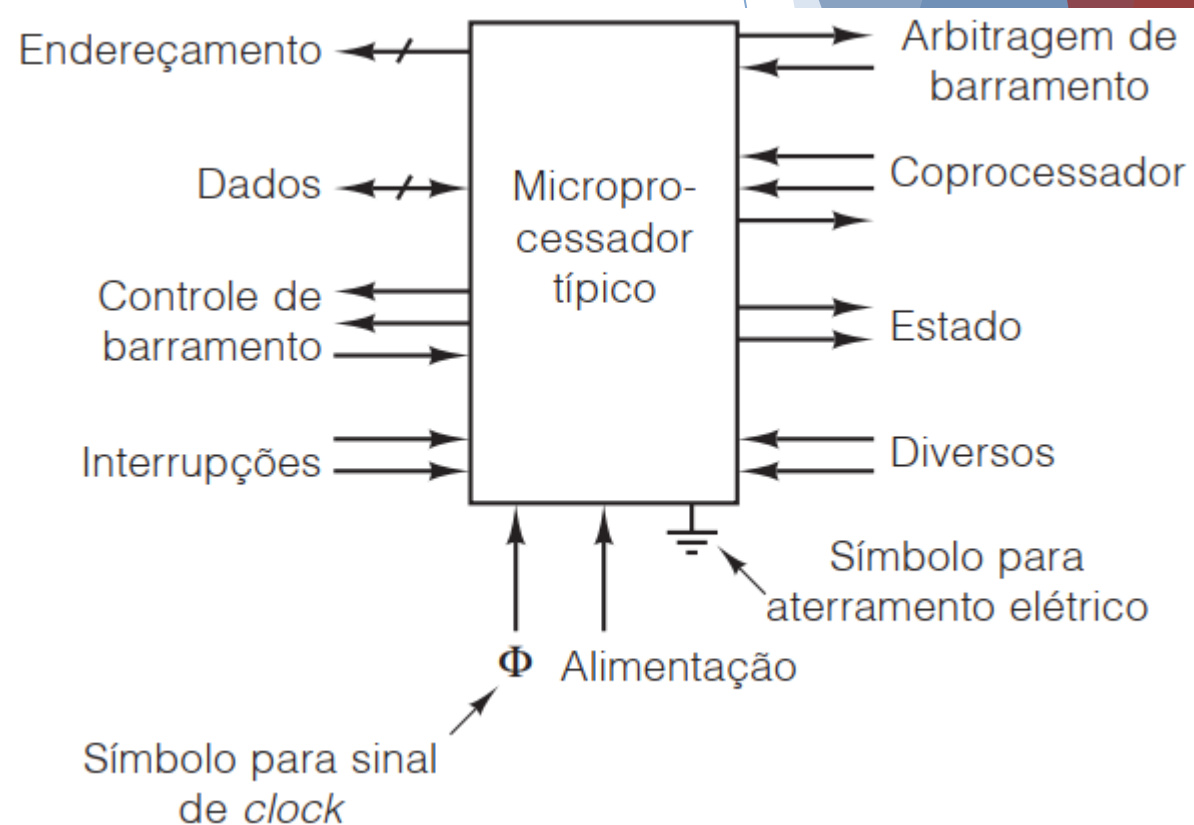 Endereçamento
Dados
Controle de
barramento
Interrupções
Micropro-
cessador
típico
Arbitragem de
barramento
Coprocessador
Estado
Diversos
Símbolo para
aterramento elétrico
Φ Alimentação
Símbolo para sinal
de clock